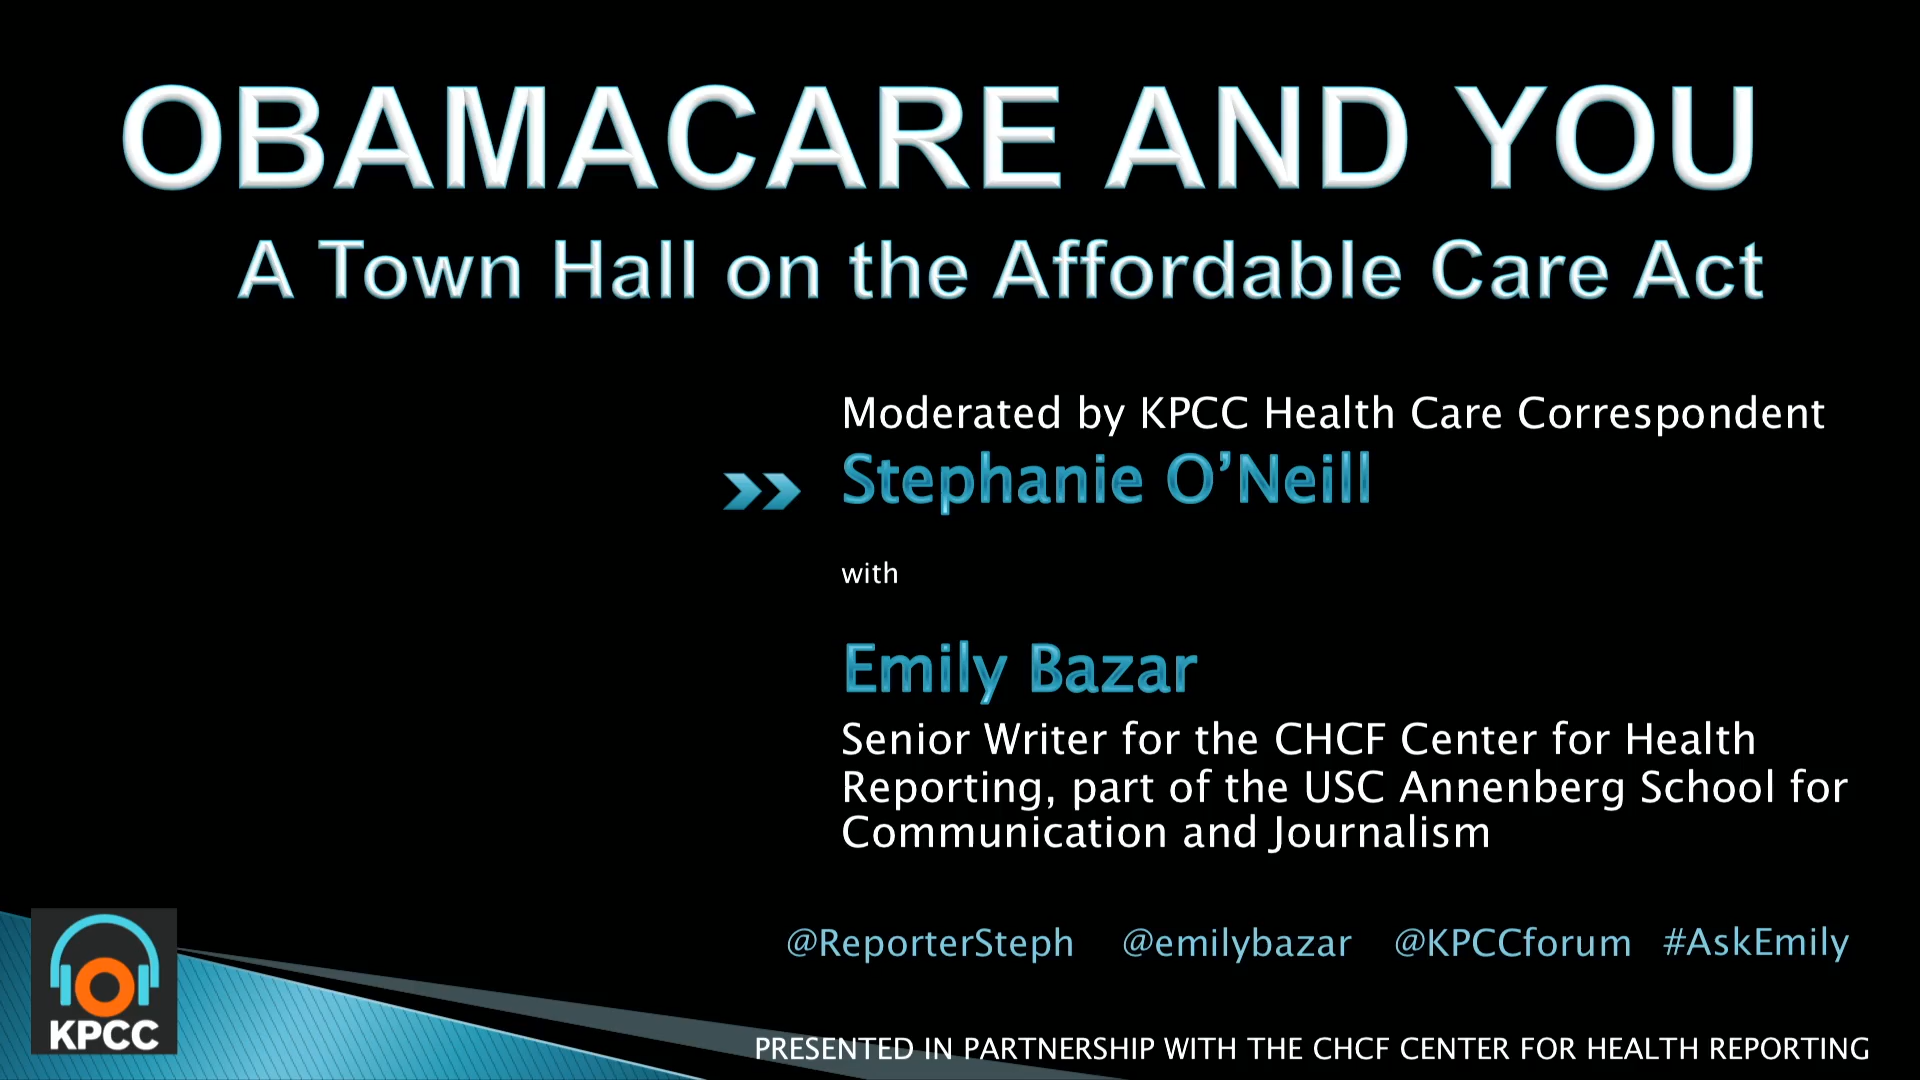 OBAMACARE AND YOU
A Town Hall on the Affordable Care Act
Moderated by KPCC Health Care Correspondent
Stephanie O’Neill
with
Emily Bazar
Senior Writer for the CHCF Center for Health
Reporting, part of the USC Annenberg School for
Communication and Journalism
@ReporterSteph @emilybazar @KPCCforum #AskEmily
KPCC
PRESENTED IN PARTNERSHIP WITH THE CHCF CENTER FOR HEALTH REPORTING